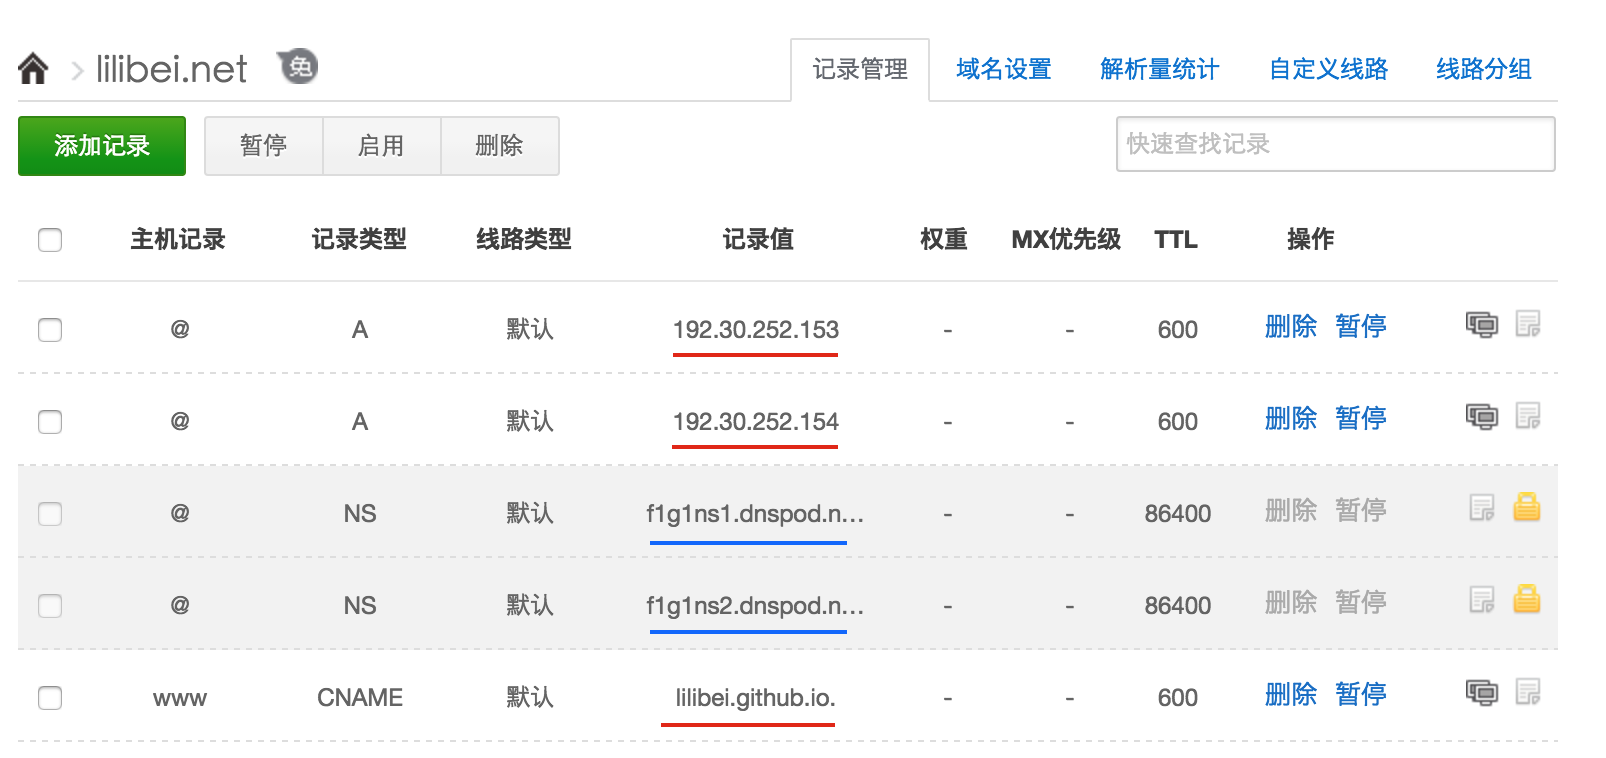 lilibei.net 免
记录管理 域名设置 解析量统计 自定义线路 线路分组
添加记录 暂停 启用 删除 快速查找记录
主机记录 记录类型 线路类型 记录值 权重 MX优先级 TTL 操作
@ A 默认 192.30.252.153 - - 600 删除 暂停
@ A 默认 192.30.252.154 - - 600 删除 暂停
@ NS 默认 f1g1ns1.dnspod.n... - - 86400 删除 暂停
@ NS 默认 f1g1ns2.dnspod.n... - - 86400 删除 暂停
www CNAME 默认 lilibei.github.io. - - 600 删除 暂停